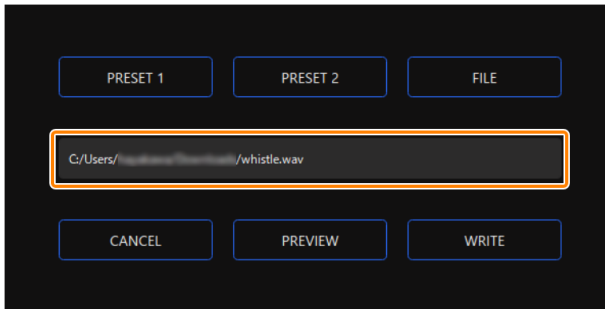 PRESET 1
PRESET 2
FILE
C:/Users/ /whistle.wav
CANCEL
PREVIEW
WRITE